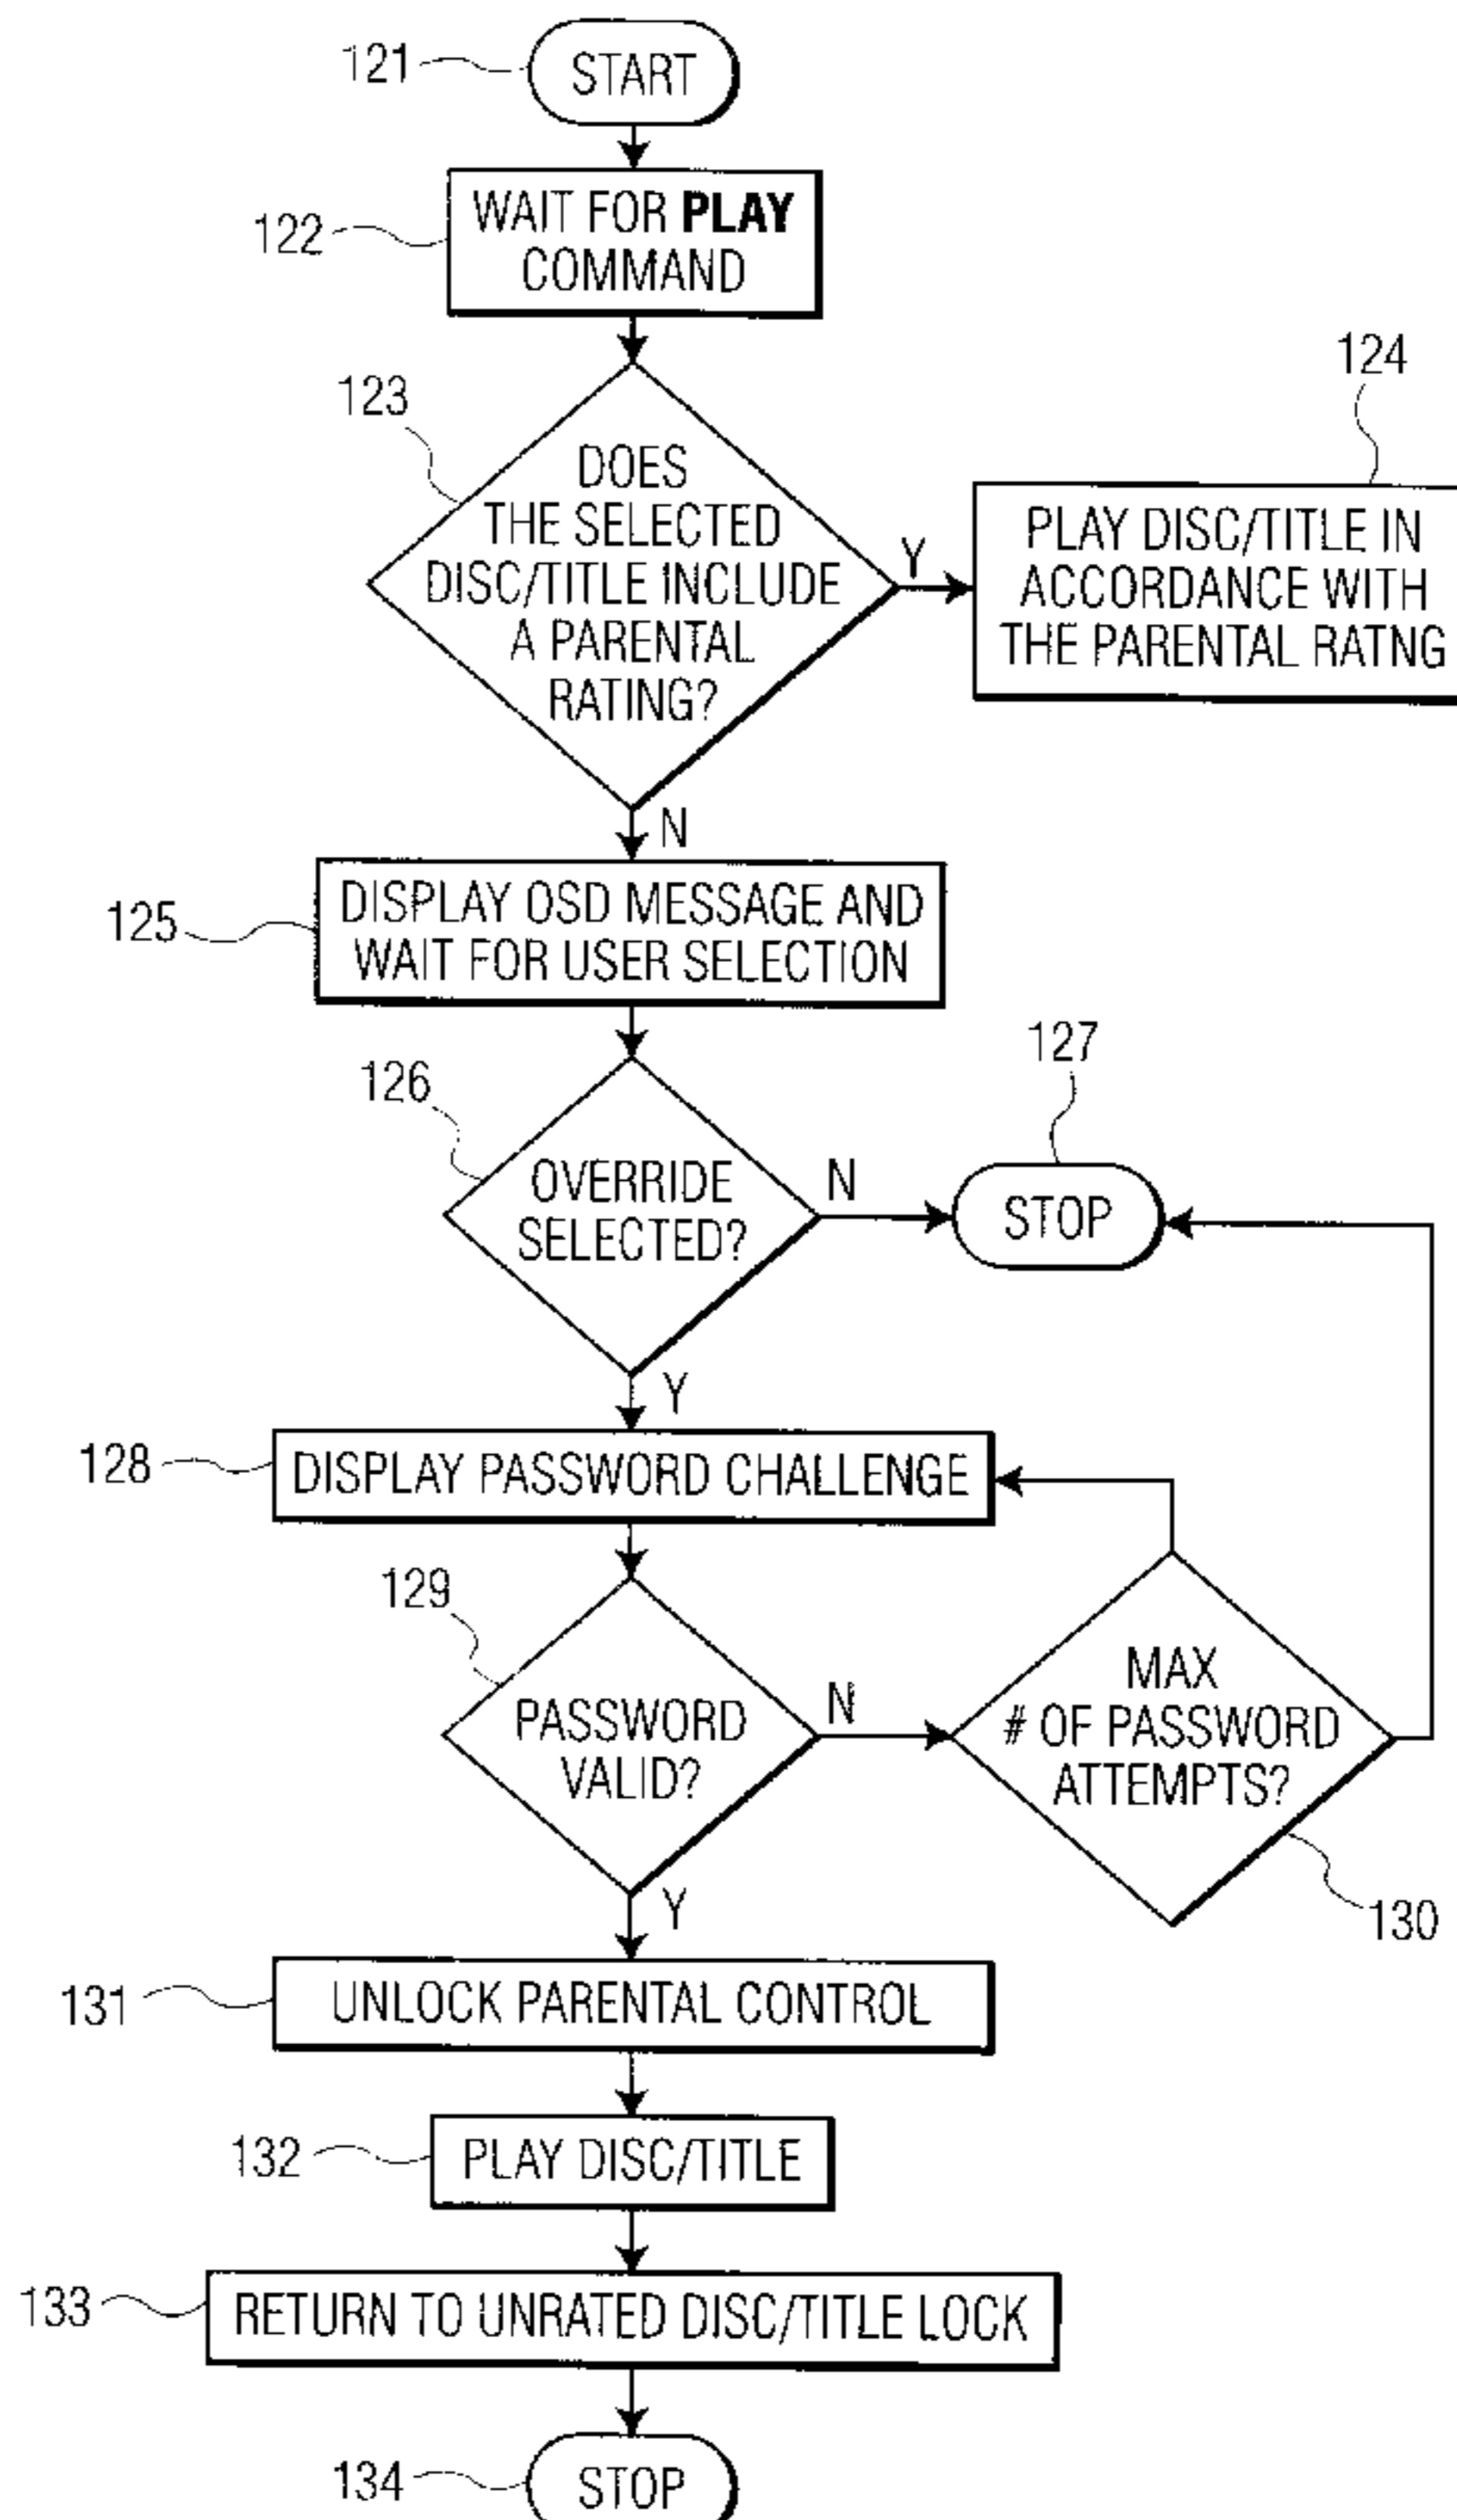 121
START
122
WAIT FOR PLAY
COMMAND
123
DOES
THE SELECTED
DISC/TITLE INCLUDE
A PARENTAL
RATING?
Y
124
PLAY DISC/TITLE IN
ACCORDANCE WITH
THE PARENTAL RATNG
N
125
DISPLAY OSD MESSAGE AND
WAIT FOR USER SELECTION
126
OVERRIDE
SELECTED?
N
127
STOP
Y
128
DISPLAY PASSWORD CHALLENGE
129
PASSWORD
VALID?
N
MAX
# OF PASSWORD
ATTEMPTS?
130
Y
131
UNLOCK PARENTAL CONTROL
132
PLAY DISC/TITLE
133
RETURN TO UNRATED DISC/TITLE LOCK
134
STOP